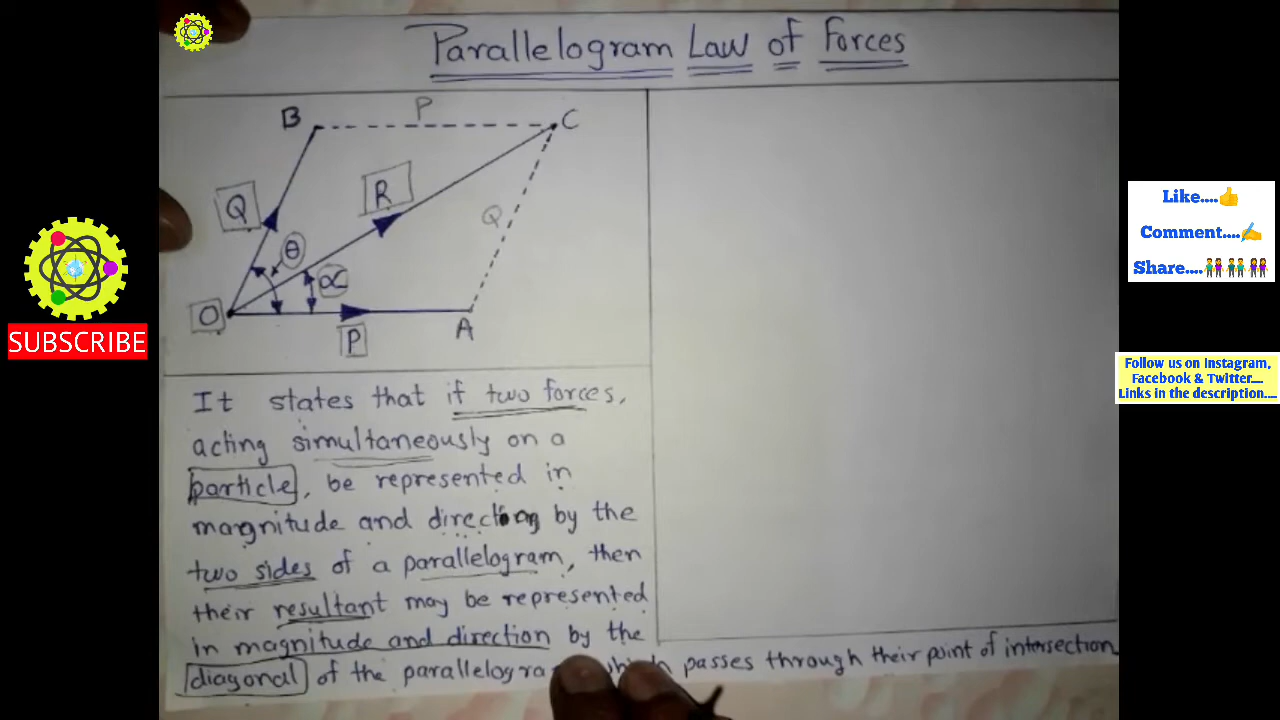 Parallelogram Law of Forces
B
P
C
Q
R
Q
θ
∝
O
P
A
It states that if two forces,
acting simultaneously on a
particle, be represented in
magnitude and direction by the
two sides of a parallelogram, then
their resultant may be represented
in magnitude and direction by the
diagonal of the parallelogra passes through their point of intersection
SUBSCRIBE
Like....👍
Comment....✍
Share....👫👬👭
Follow us on Instagram,
Facebook & Twitter....
Links in the description....